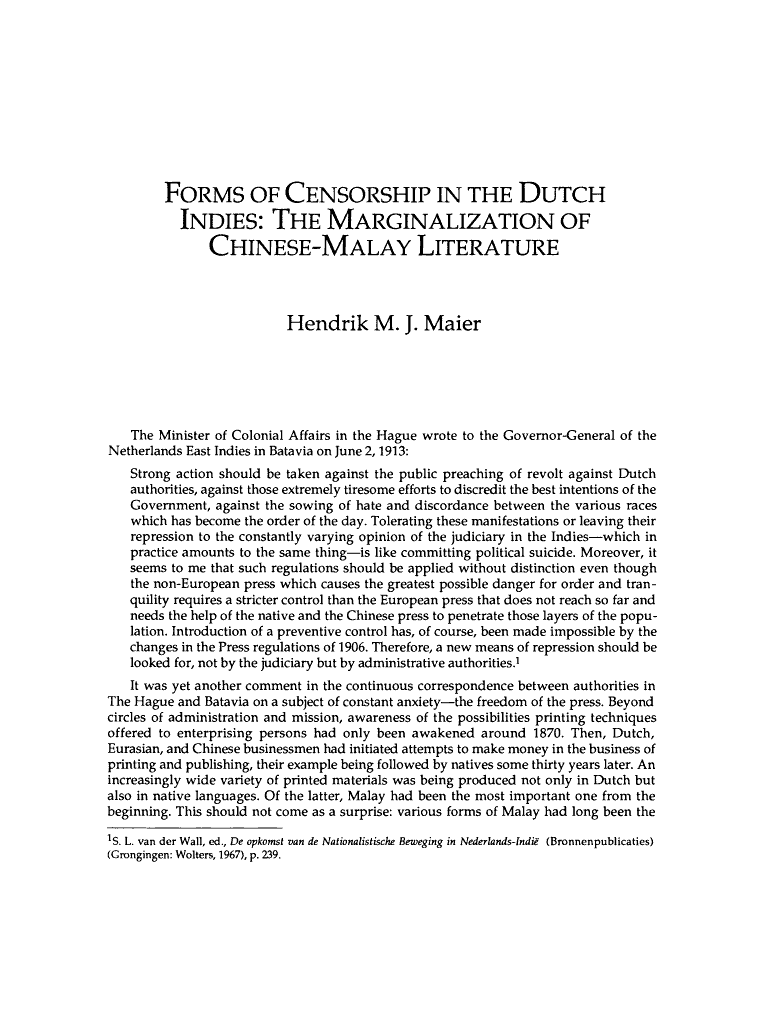 FORMS OF CENSORSHIP IN THE DUTCH
INDIES: THE MARGINALIZATION OF
CHINESE-MALAY LITERATURE
Hendrik M. J. Maier
The Minister of Colonial Affairs in the Hague wrote to the Governor-General of the
Netherlands East Indies in Batavia on June 2, 1913:
Strong action should be taken against the public preaching of revolt against Dutch
authorities, against those extremely tiresome efforts to discredit the best intentions of the
Government, against the sowing of hate and discordance between the various races
which has become the order of the day. Tolerating these manifestations or leaving their
repression to the constantly varying opinion of the judiciary in the Indies—which in
practice amounts to the same thing—is like committing political suicide. Moreover, it
seems to me that such regulations should be applied without distinction even though
the non-European press which causes the greatest possible danger for order and tran-
quility requires a stricter control than the European press that does not reach so far and
needs the help of the native and the Chinese press to penetrate those layers of the popu-
lation. Introduction of a preventive control has, of course, been made impossible by the
changes in the Press regulations of 1906. Therefore, a new means of repression should be
looked for, not by the judiciary but by administrative authorities.1
It was yet another comment in the continuous correspondence between authorities in
The Hague and Batavia on a subject of constant anxiety—the freedom of the press. Beyond
circles of administration and mission, awareness of the possibilities printing techniques
offered to enterprising persons had only been awakened around 1870. Then, Dutch,
Eurasian, and Chinese businessmen had initiated attempts to make money in the business of
printing and publishing, their example being followed by natives some thirty years later. An
increasingly wide variety of printed materials was being produced not only in Dutch but
also in native languages. Of the latter, Malay had been the most important one from the
beginning. This should not come as a surprise: various forms of Malay had long been the
1S. L. van der Wall, ed., De opkomst van de Nationalistische Beweging in Nederlands-Indië (Bronnenpublicaties)
(Grongingen: Wolters, 1967), p. 239.